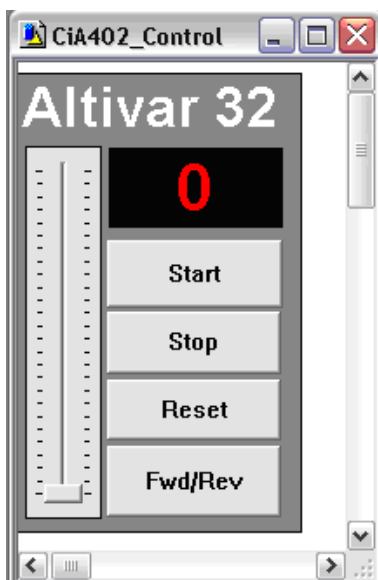 CiA402_Control
Altivar 32
0
Start
Stop
Reset
Fwd/Rev